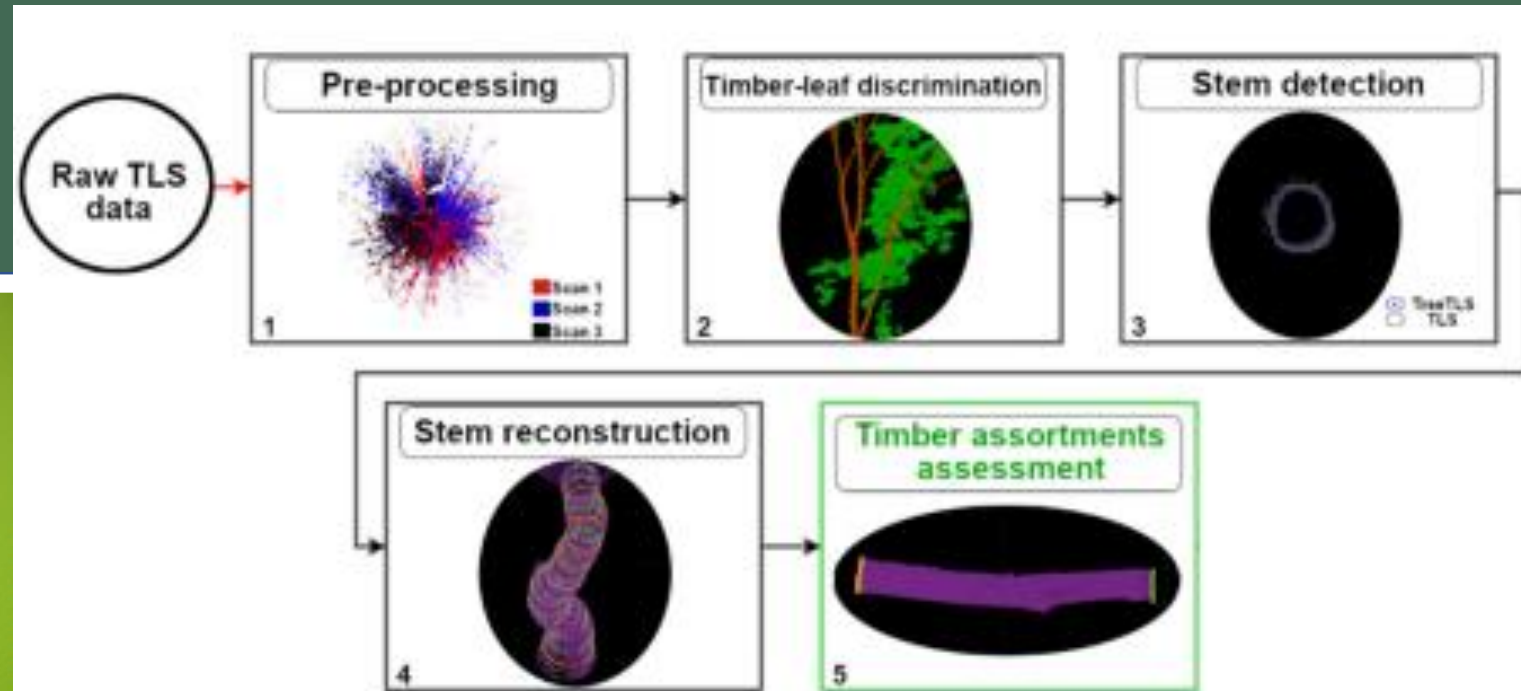 Raw TLS
data
Pre-processing
Scan 1
Scan 2
Scan 3
1
Timber-leaf discrimination
2
Stem detection
TreeTLS
TLS
3
Stem reconstruction
4
Timber assortments
assessment
5